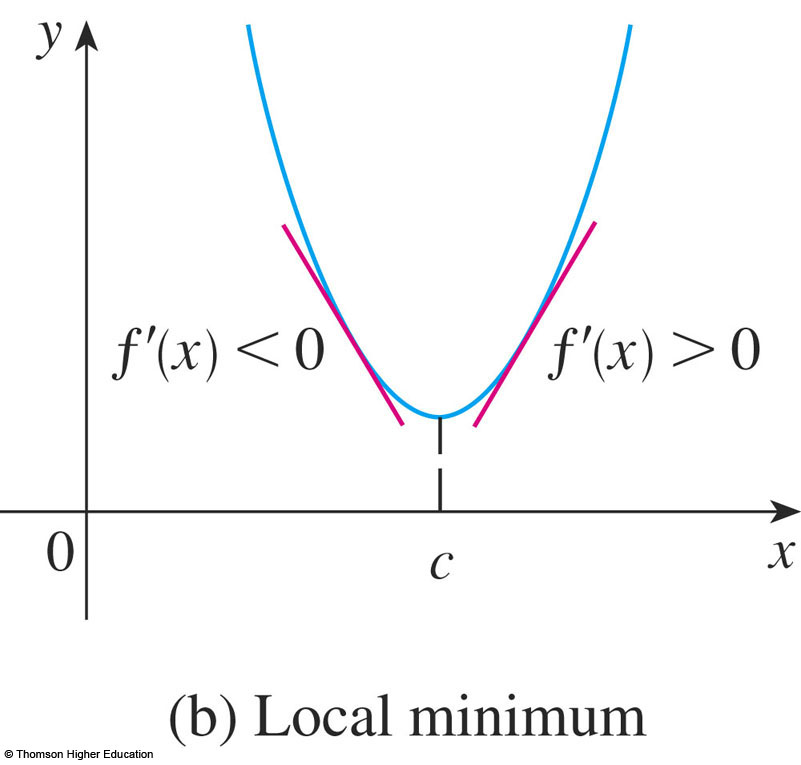 y
f′(x) < 0
f′(x) > 0
0
c
x
(b) Local minimum
© Thomson Higher Education